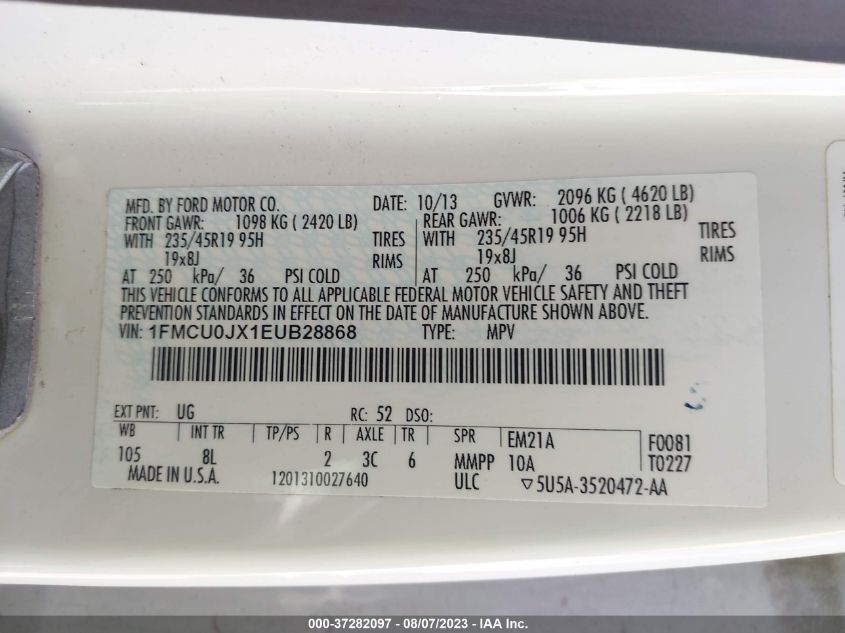 MFD. BY FORD MOTOR CO. DATE: 10/13 GVWR: 2096 KG ( 4620 LB)
FRONT GAWR: 1098 KG ( 2420 LB) REAR GAWR: 1006 KG ( 2218 LB)
WITH 235/45R19 95H TIRES WITH 235/45R19 95H TIRES
19x8J RIMS 19x8J RIMS
AT 250 kPa/ 36 PSI COLD AT 250 kPa/ 36 PSI COLD
THIS VEHICLE CONFORMS TO ALL APPLICABLE FEDERAL MOTOR VEHICLE SAFETY AND THEFT
PREVENTION STANDARDS IN EFFECT ON THE DATE OF MANUFACTURE SHOWN ABOVE.
VIN: 1FMCU0JX1EUB28868 TYPE: MPV
EXT PNT: UG RC: 52 DSO:
WB INT TR TP/PS R AXLE TR SPR EM21A F0081
105 8L 2 3C 6 MMPP 10A T0227
MADE IN U.S.A. 1201310027640 ULC ▽5U5A-3520472-AA
000-37282097 - 08/07/2023 - IAA Inc.